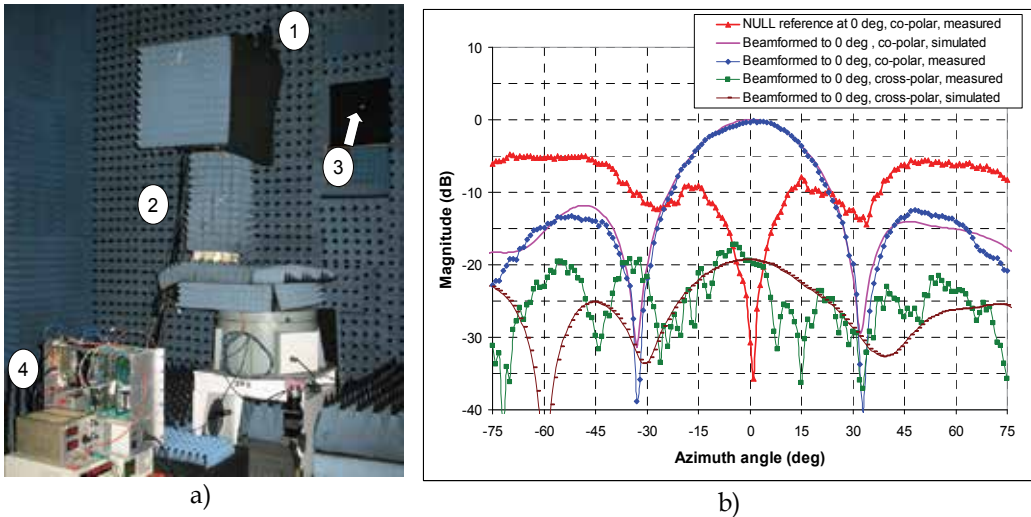 1
2
3
4
a)
NULL reference at 0 deg, co-polar, measured
Beamformed to 0 deg , co-polar, simulated
Beamformed to 0 deg, co-polar, measured
Beamformed to 0 deg, cross-polar, measured
Beamformed to 0 deg, cross-polar, simulated
10
0
-10
-20
-30
-40
Magnitude (dB)
-75 -60 -45 -30 -15 0 15 30 45 60 75
Azimuth angle (deg)
b)